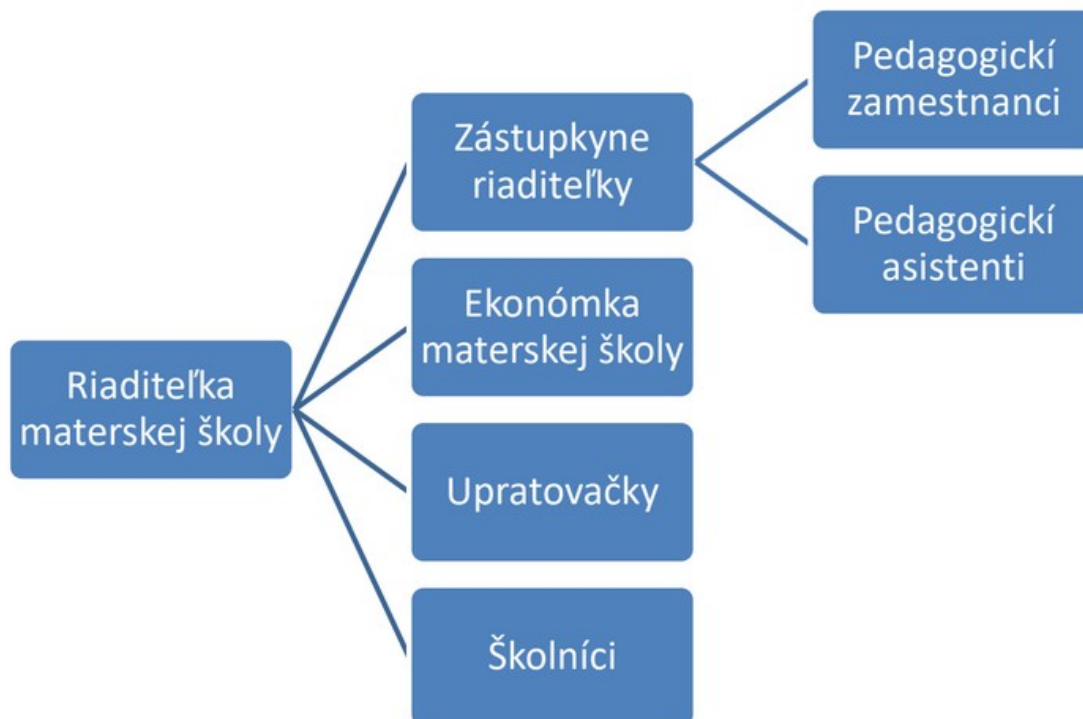 Pedagogickí
zamestnanci
Zástupkyne
riaditeľky
Pedagogickí
asistenti
Ekonómka
materskej školy
Riaditeľka
materskej školy
Upratovačky
Školníci